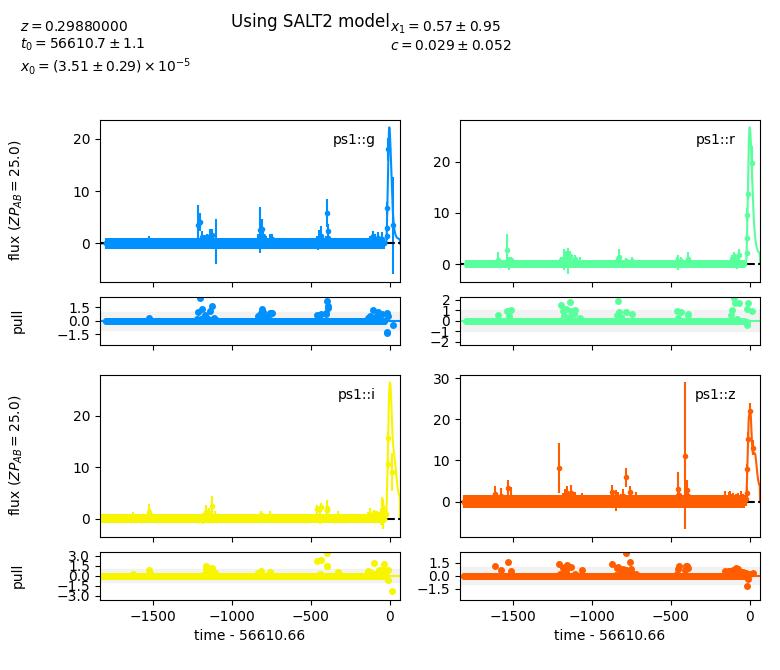 Using SALT2 model
z = 0.29880000
t₀ = 56610.7 ± 1.1
x₀ = (3.51 ± 0.29) × 10⁻⁵
x₁ = 0.57 ± 0.95
c = 0.029 ± 0.052
flux (ZP_AB = 25.0)
20
10
0
ps1::g
20
10
0
ps1::r
pull
1.5
0.0
−1.5
2
1
0
−1
−2
flux (ZP_AB = 25.0)
20
10
0
ps1::i
30
20
10
0
ps1::z
pull
3.0
1.5
0.0
−1.5
−3.0
1.5
0.0
−1.5
−1500 −1000 −500 0
time - 56610.66
−1500 −1000 −500 0
time - 56610.66